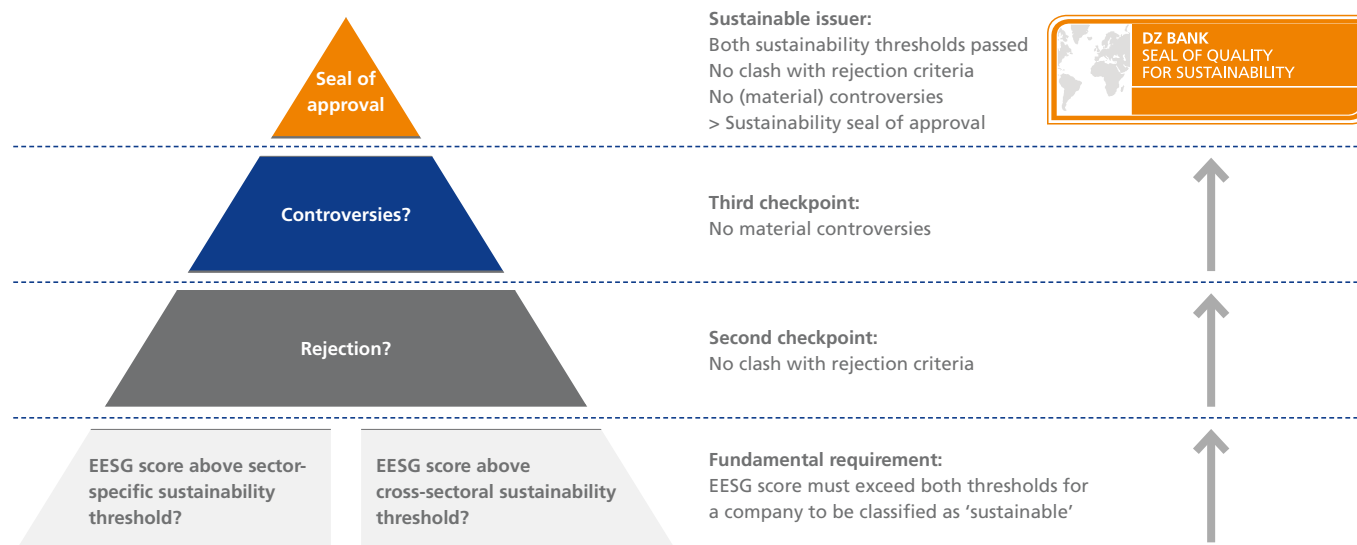 Seal of
approval
Sustainable issuer:
Both sustainability thresholds passed
No clash with rejection criteria
No (material) controversies
> Sustainability seal of approval
DZ BANK
SEAL OF QUALITY
FOR SUSTAINABILITY
Controversies?
Third checkpoint:
No material controversies
Rejection?
Second checkpoint:
No clash with rejection criteria
EESG score above sector-
specific sustainability
threshold?
EESG score above
cross-sectoral sustainability
threshold?
Fundamental requirement:
EESG score must exceed both thresholds for
a company to be classified as ‘sustainable’